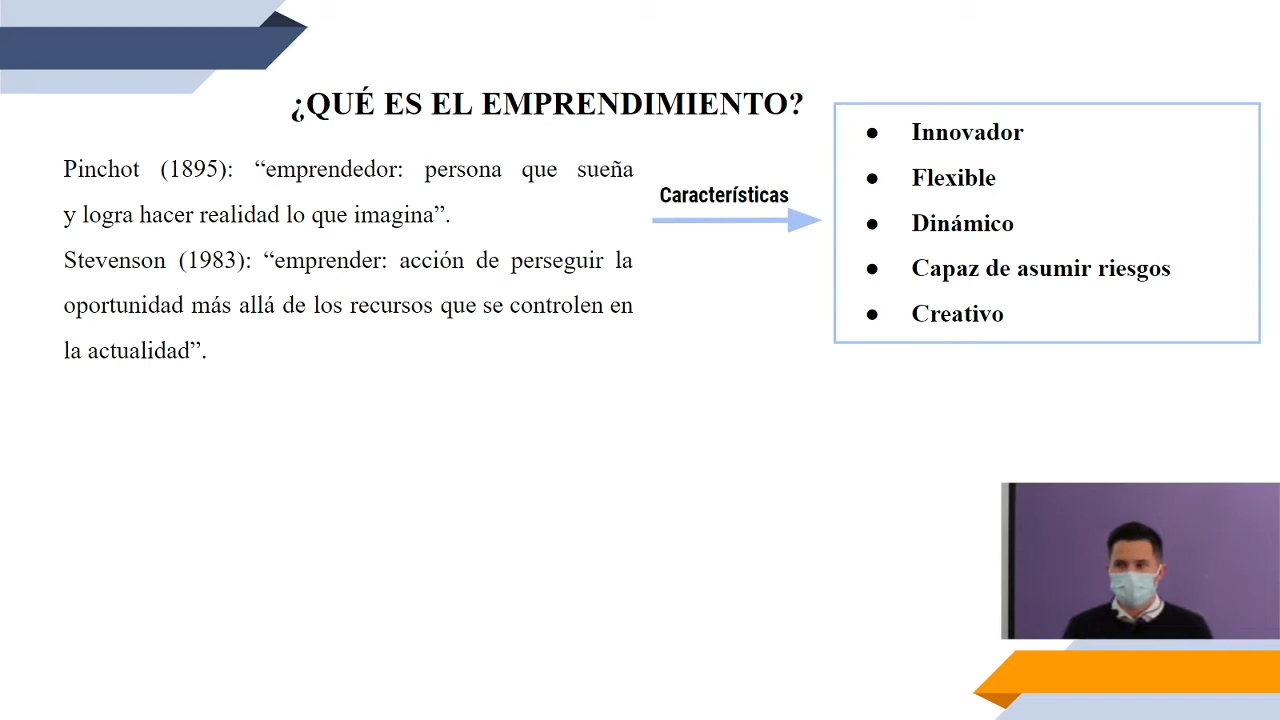 ¿QUÉ ES EL EMPRENDIMIENTO?
Pinchot (1895): “emprendedor: persona que sueña
y logra hacer realidad lo que imagina”.
Stevenson (1983): “emprender: acción de perseguir la
oportunidad más allá de los recursos que se controlen en
la actualidad”.
Características
● Innovador
● Flexible
● Dinámico
● Capaz de asumir riesgos
● Creativo